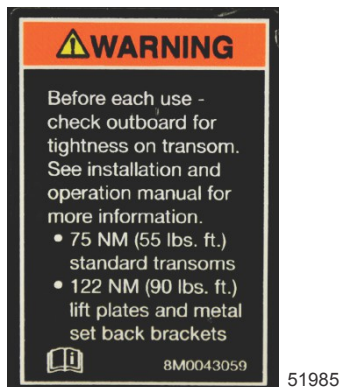 WARNING
Before each use -
check outboard for
tightness on transom.
See installation and
operation manual for
more information.
• 75 NM (55 lbs. ft.)
standard transoms
• 122 NM (90 lbs. ft.)
lift plates and metal
set back brackets
8M0043059
51985